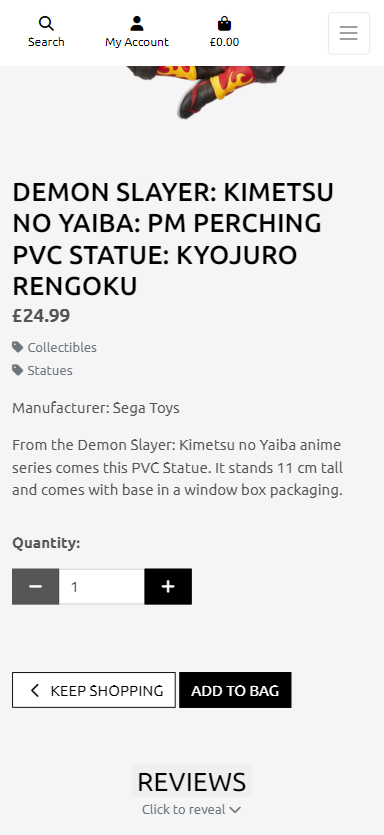 Search
My Account
£0.00
DEMON SLAYER: KIMETSU
NO YAIBA: PM PERCHING
PVC STATUE: KYOJURO
RENGOKU
£24.99
Collectibles
Statues
Manufacturer: Sega Toys
From the Demon Slayer: Kimetsu no Yaiba anime
series comes this PVC Statue. It stands 11 cm tall
and comes with base in a window box packaging.
Quantity:
1
KEEP SHOPPING
ADD TO BAG
REVIEWS
Click to reveal